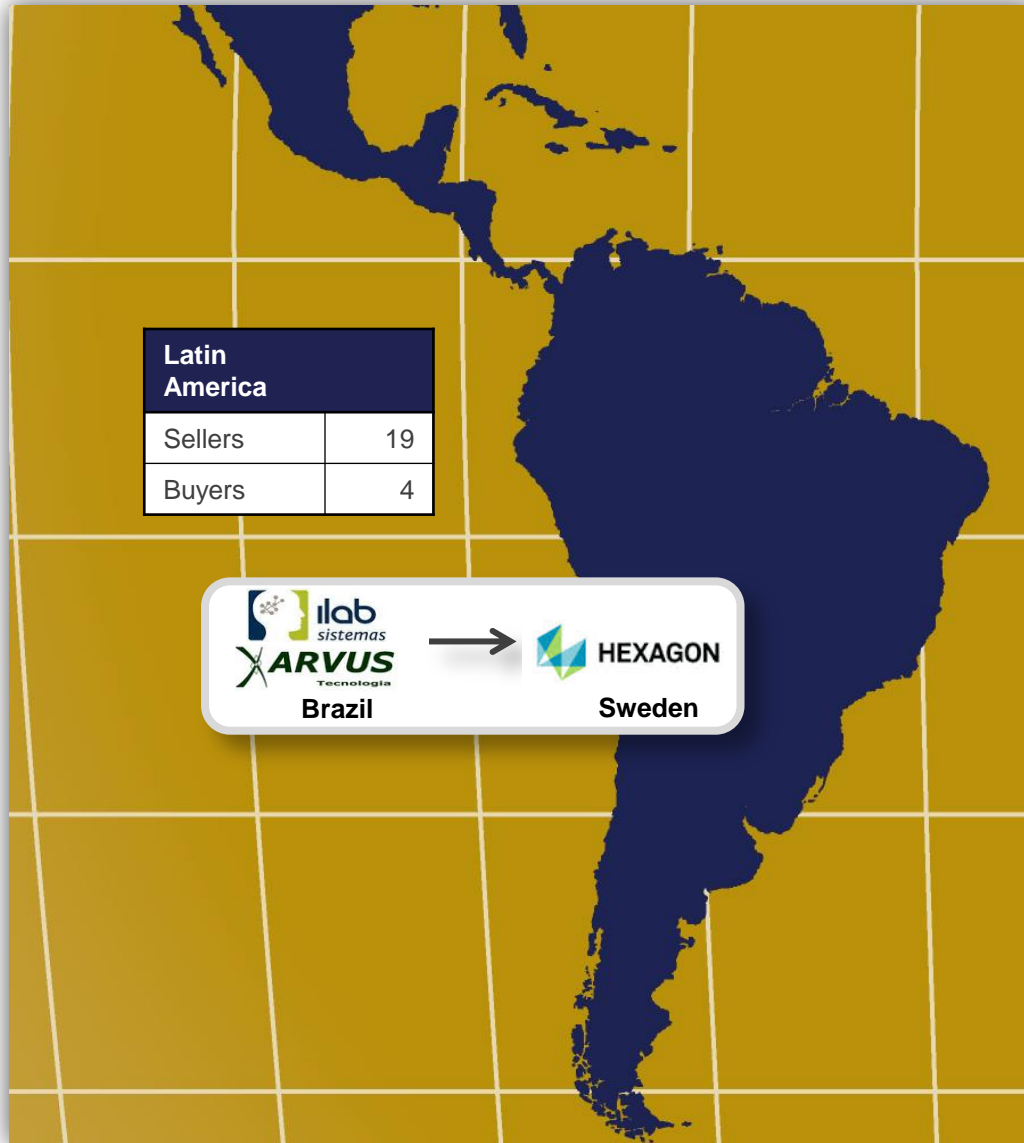 Latin
America
Sellers 19
Buyers 4
ilab
sistemas
ARVUS
Tecnologia
HEXAGON
Brazil
Sweden